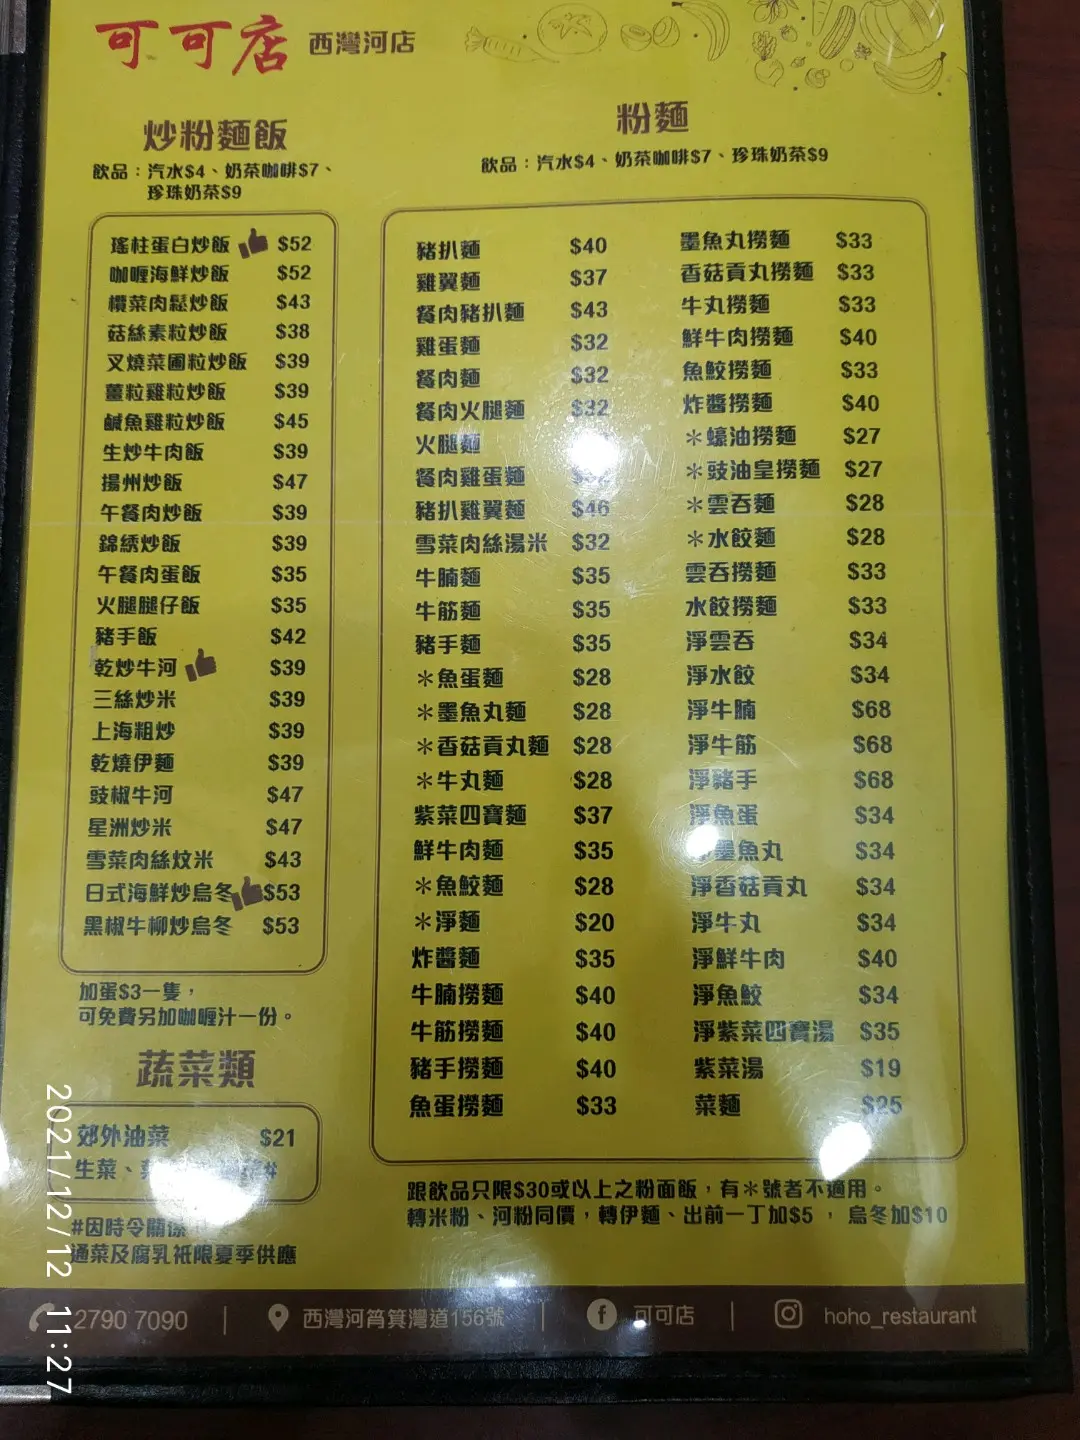 可可店 西灣河店
炒粉麵飯
飲品：汽水$4、奶茶咖啡$7、
珍珠奶茶$9
瑤柱蛋白炒飯 $52
咖喱海鮮炒飯 $52
欖菜肉鬆炒飯 $43
菇絲素粒炒飯 $38
叉燒菜圃粒炒飯 $39
薑粒雞粒炒飯 $39
鹹魚雞粒炒飯 $45
生炒牛肉飯 $39
揚州炒飯 $47
午餐肉炒飯 $39
錦綉炒飯 $39
午餐肉蛋飯 $35
火腿腿仔飯 $35
豬手飯 $42
乾炒牛河 $39
三絲炒米 $39
上海粗炒 $39
乾燒伊麵 $39
豉椒牛河 $47
星洲炒米 $47
雪菜肉絲炆米 $43
日式海鮮炒烏冬 $53
黑椒牛柳炒烏冬 $53
加蛋$3一隻，
可免費另加咖喱汁一份。
蔬菜類
郊外油菜 $21
生菜、
#因時令關係
通菜及腐乳衹限夏季供應
粉麵
飲品：汽水$4、奶茶咖啡$7、珍珠奶茶$9
豬扒麵 $40
雞翼麵 $37
餐肉豬扒麵 $43
雞蛋麵 $32
餐肉麵 $32
餐肉火腿麵 $32
火腿麵
餐肉雞蛋麵
豬扒雞翼麵 $46
雪菜肉絲湯米 $32
牛腩麵 $35
牛筋麵 $35
豬手麵 $35
＊魚蛋麵 $28
＊墨魚丸麵 $28
＊香菇貢丸麵 $28
＊牛丸麵 $28
紫菜四寶麵 $37
鮮牛肉麵 $35
＊魚餃麵 $28
＊淨麵 $20
炸醬麵 $35
牛腩撈麵 $40
牛筋撈麵 $40
豬手撈麵 $40
魚蛋撈麵 $33
墨魚丸撈麵 $33
香菇貢丸撈麵 $33
牛丸撈麵 $33
鮮牛肉撈麵 $40
魚餃撈麵 $33
炸醬撈麵 $40
＊蠔油撈麵 $27
＊豉油皇撈麵 $27
＊雲吞麵 $28
＊水餃麵 $28
雲吞撈麵 $33
水餃撈麵 $33
淨雲吞 $34
淨水餃 $34
淨牛腩 $68
淨牛筋 $68
淨豬手 $68
淨魚蛋 $34
淨墨魚丸 $34
淨香菇貢丸 $34
淨牛丸 $34
淨鮮牛肉 $40
淨魚餃 $34
淨紫菜四寶湯 $35
紫菜湯 $19
菜麵 $25
跟飲品只限$30或以上之粉面飯，有＊號者不適用。
轉米粉、河粉同價，轉伊麵、出前一丁加$5 ， 烏冬加$10
2790 7090 | 西灣河筲箕灣道156號 | 可可店 | hoho_restaurant
2021/12/12 11:27